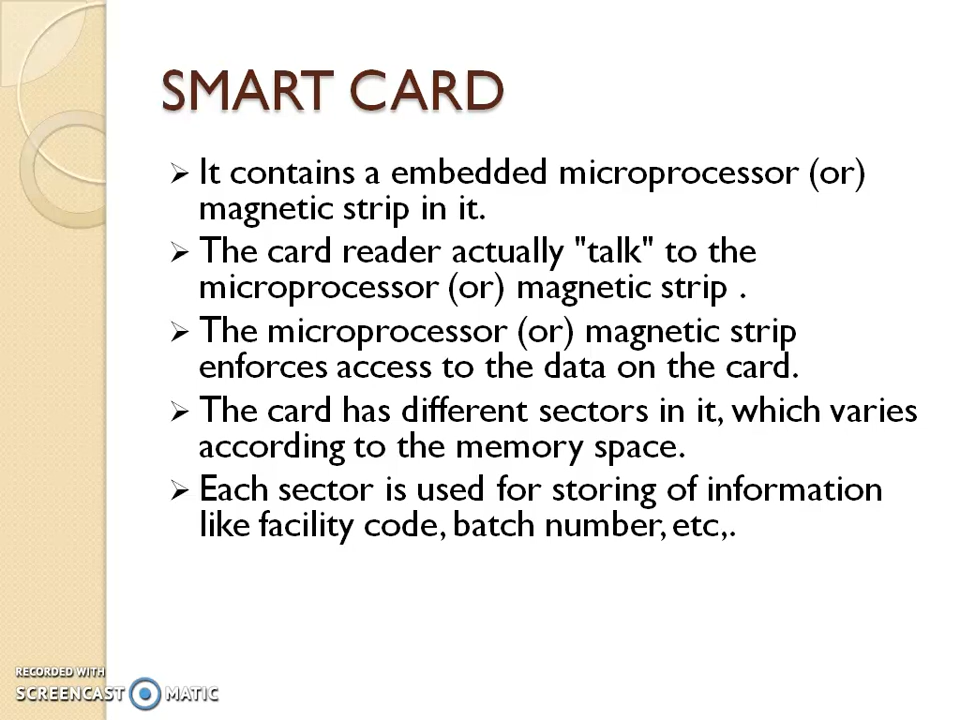 SMART CARD
It contains a embedded microprocessor (or)
magnetic strip in it.
The card reader actually "talk" to the
microprocessor (or) magnetic strip .
The microprocessor (or) magnetic strip
enforces access to the data on the card.
The card has different sectors in it, which varies
according to the memory space.
Each sector is used for storing of information
like facility code, batch number, etc,.
RECORDED WITH
SCREENCAST MATIC